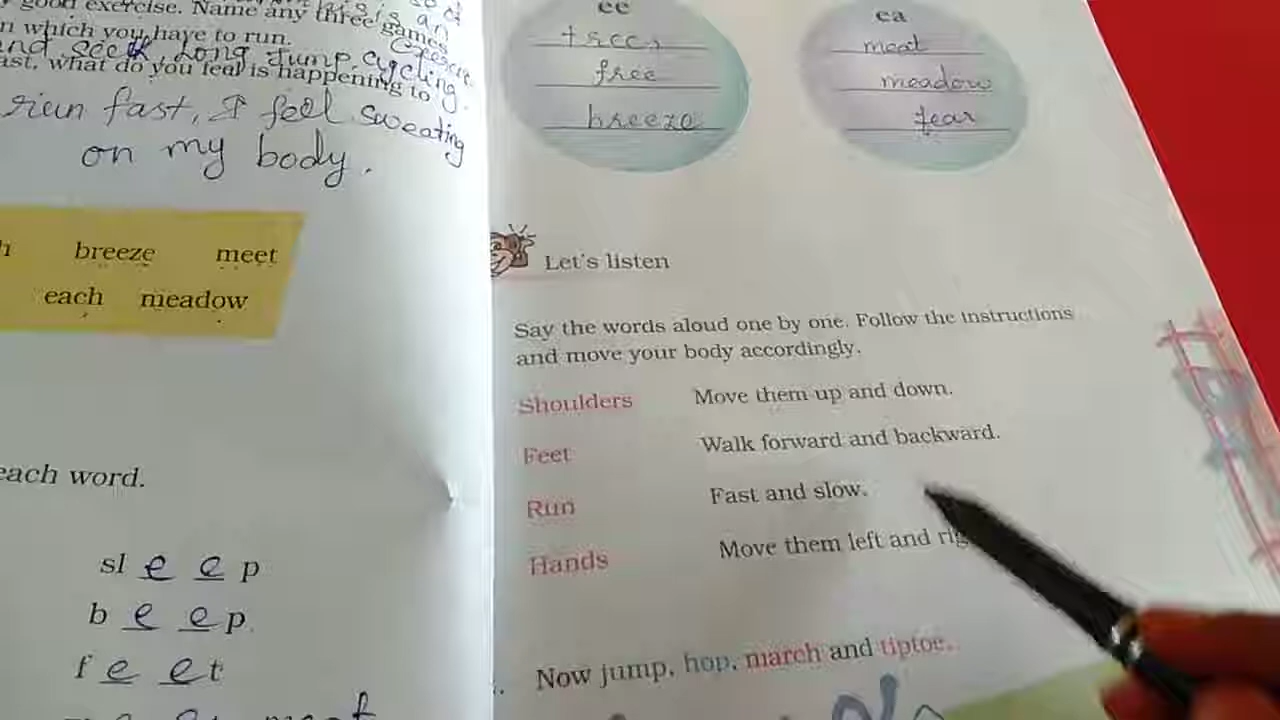 good exercise. Name any three games
n which you have to run.
and seek, Long Jump, cycling.
ast, what do you feel is happening to
run fast, I feel sweating
on my body.
breeze meet
each meadow
each word.
sl e e p
b e e p.
f e e t
ee
trees
free
breeze
ea
meat
meadow
fear
Let's listen
Say the words aloud one by one. Follow the instructions
and move your body accordingly.
Shoulders Move them up and down.
Feet Walk forward and backward.
Run Fast and slow.
Hands Move them left and rig
Now jump, hop, march and tiptoe.